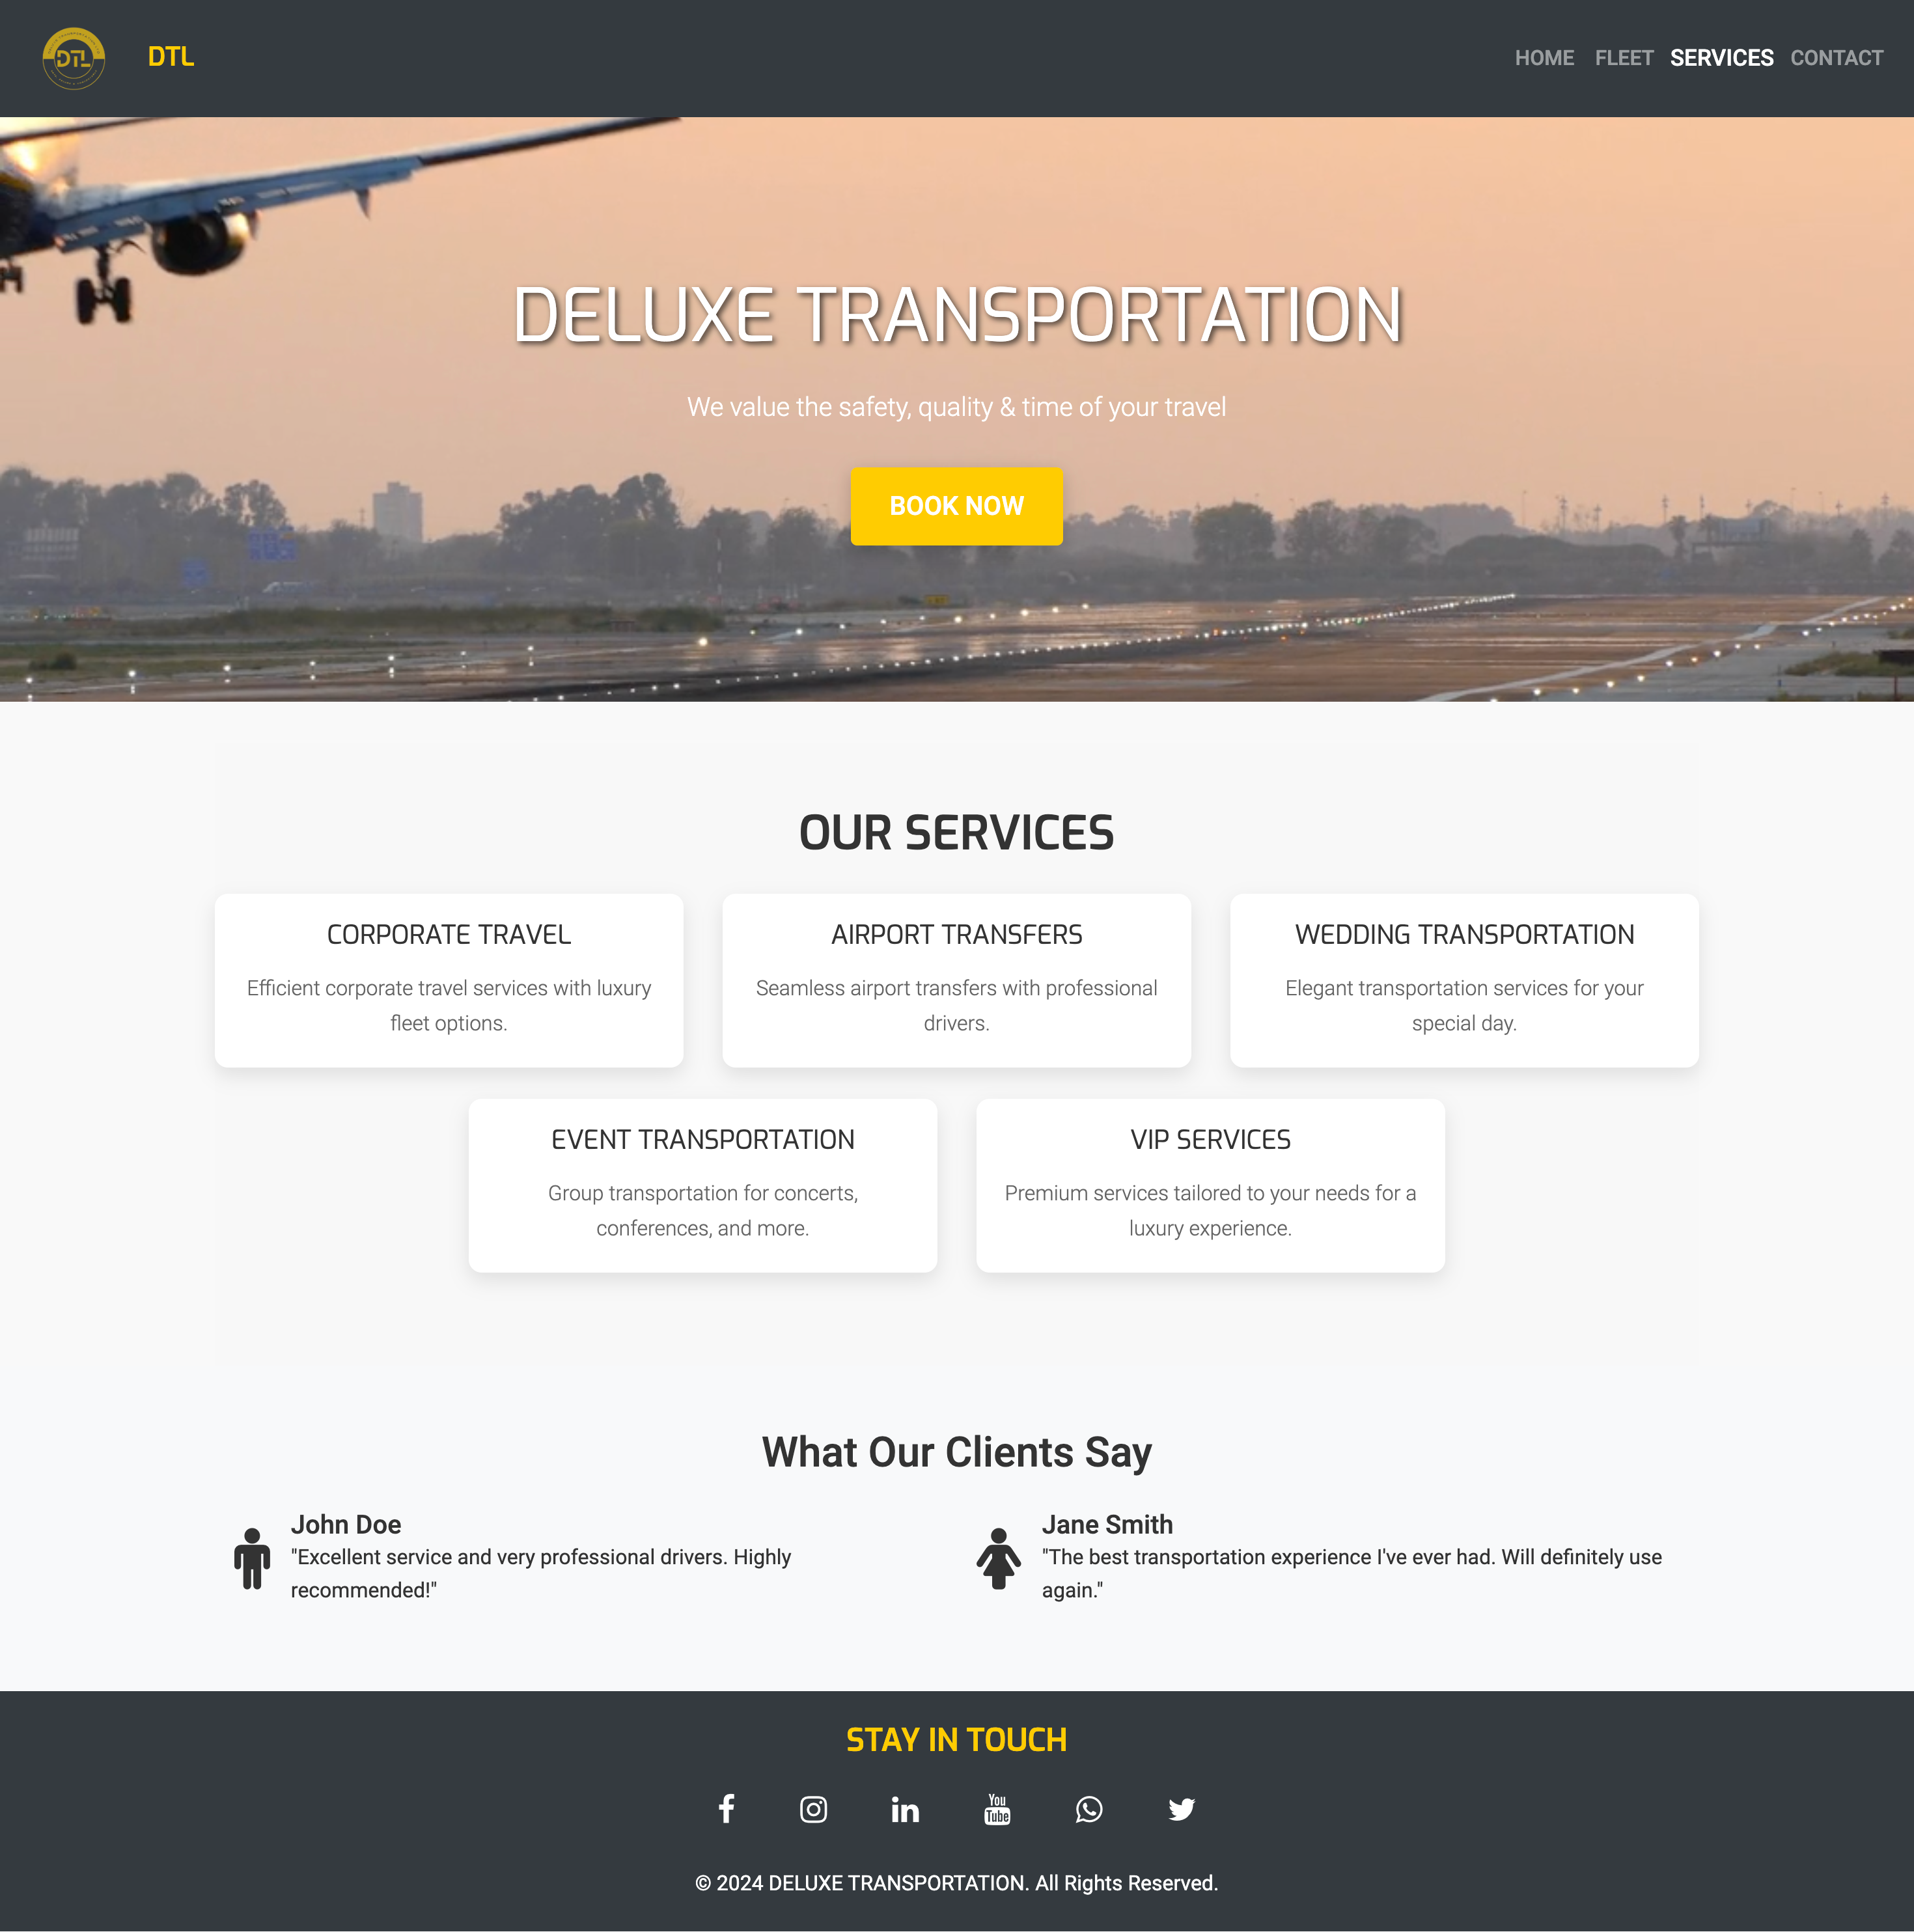 DTL
DTL
HOME FLEET SERVICES CONTACT
DELUXE TRANSPORTATION
We value the safety, quality & time of your travel
BOOK NOW
OUR SERVICES
CORPORATE TRAVEL
Efficient corporate travel services with luxury
fleet options.
AIRPORT TRANSFERS
Seamless airport transfers with professional
drivers.
WEDDING TRANSPORTATION
Elegant transportation services for your
special day.
EVENT TRANSPORTATION
Group transportation for concerts,
conferences, and more.
VIP SERVICES
Premium services tailored to your needs for a
luxury experience.
What Our Clients Say
John Doe
"Excellent service and very professional drivers. Highly
recommended!"
Jane Smith
"The best transportation experience I've ever had. Will definitely use
again."
STAY IN TOUCH
You
Tube
© 2024 DELUXE TRANSPORTATION. All Rights Reserved.